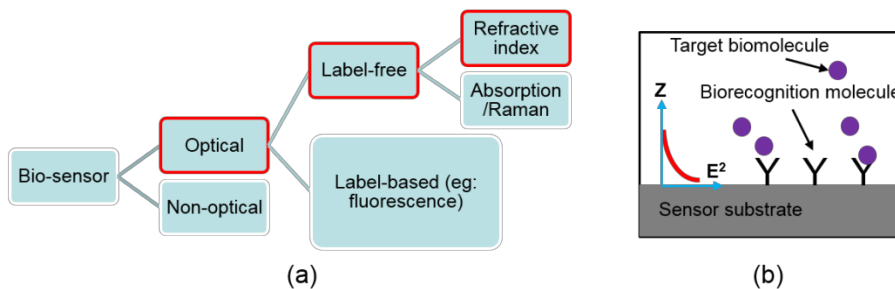 Bio-sensor
Optical
Non-optical
Label-free
Label-based (eg:
fluorescence)
Refractive
index
Absorption
/Raman
(a)
Target biomolecule
Z
Biorecognition molecule
E²
Sensor substrate
(b)